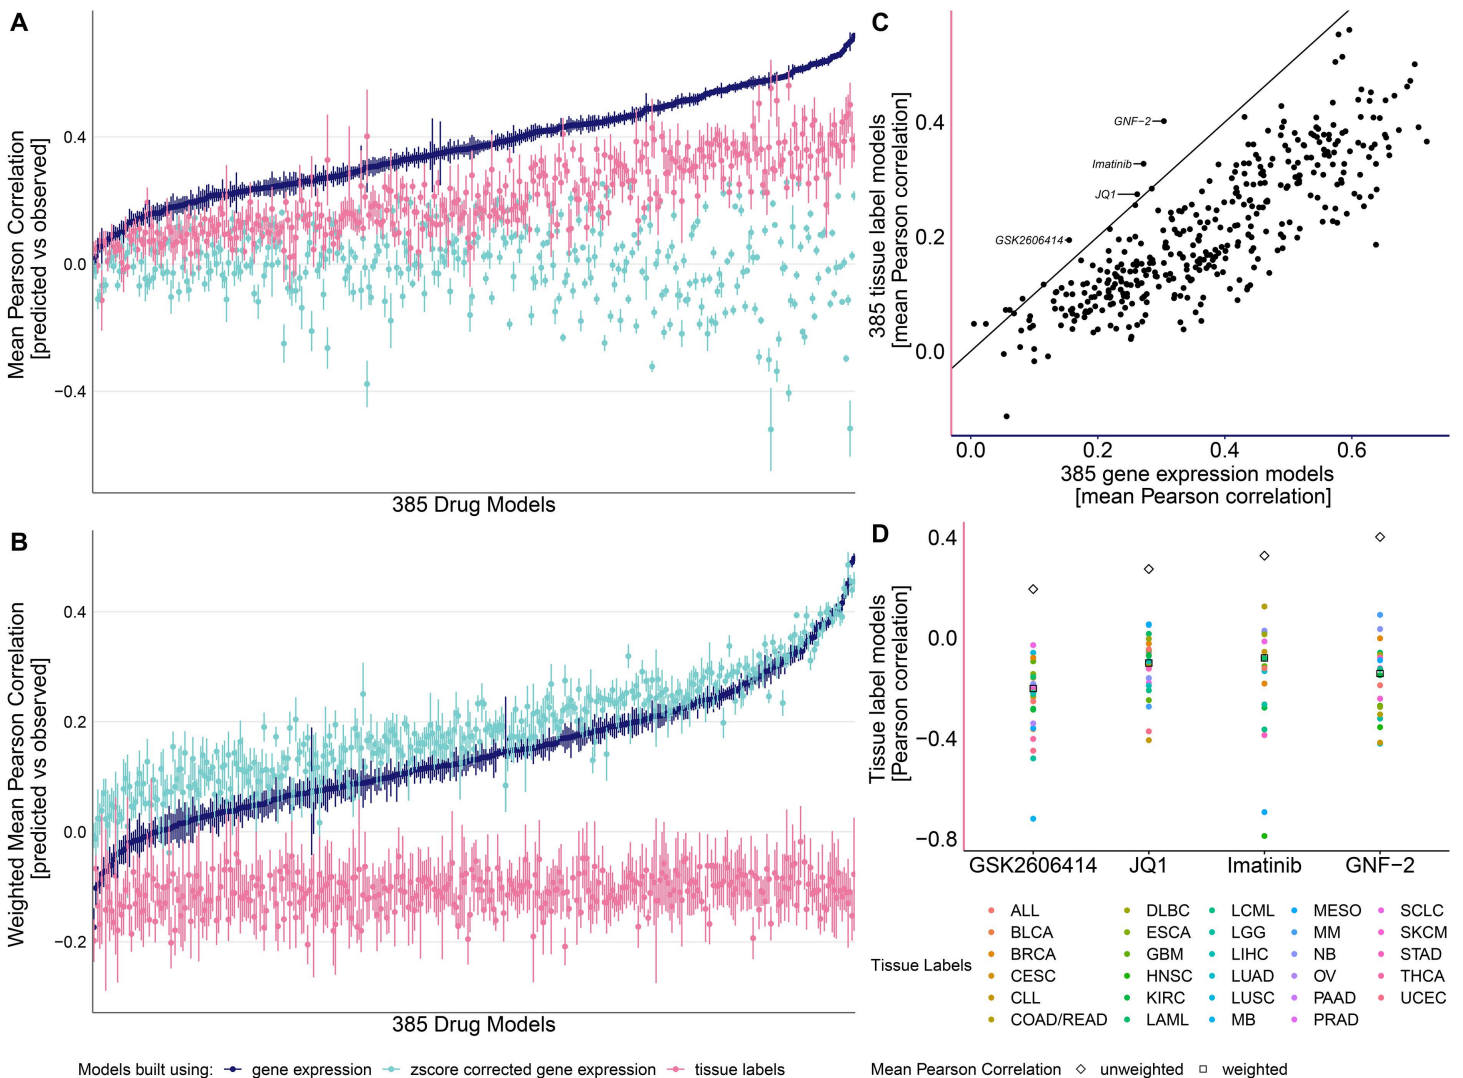 A
Mean Pearson Correlation
[predicted vs observed]
0.4
0.0
−0.4
385 Drug Models
B
Weighted Mean Pearson Correlation
[predicted vs observed]
0.4
0.2
0.0
−0.2
385 Drug Models
Models built using: gene expression zscore corrected gene expression tissue labels
C
385 tissue label models
[mean Pearson correlation]
0.4
0.2
0.0
GNF−2
Imatinib
JQ1
GSK2606414
0.0 0.2 0.4 0.6
385 gene expression models
[mean Pearson correlation]
D
Tissue label models
[Pearson correlation]
0.4
0.0
−0.4
−0.8
GSK2606414 JQ1 Imatinib GNF−2
Tissue Labels
ALL DLBC LCML MESO SCLC
BLCA ESCA LGG MM SKCM
BRCA GBM LIHC NB STAD
CESC HNSC LUAD OV THCA
CLL KIRC LUSC PAAD UCEC
COAD/READ LAML MB PRAD
Mean Pearson Correlation unweighted weighted